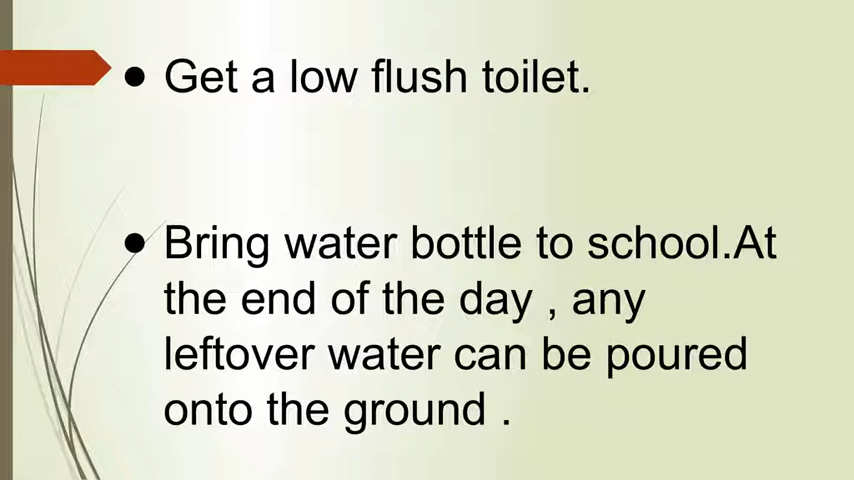 ● Get a low flush toilet.
● Bring water bottle to school.At
the end of the day , any
leftover water can be poured
onto the ground .